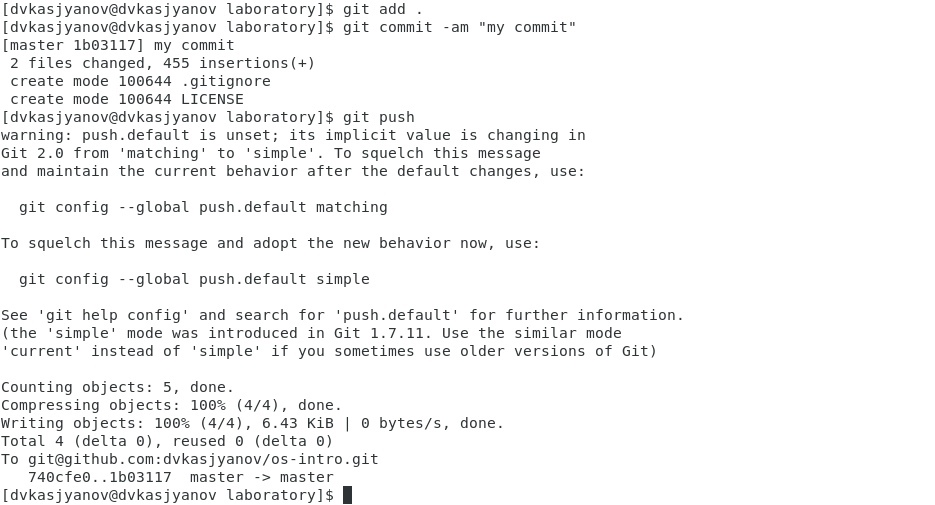 [dvkasjyanov@dvkasjyanov laboratory]$ git add .
[dvkasjyanov@dvkasjyanov laboratory]$ git commit -am "my commit"
[master 1b03117] my commit
 2 files changed, 455 insertions(+)
 create mode 100644 .gitignore
 create mode 100644 LICENSE
[dvkasjyanov@dvkasjyanov laboratory]$ git push
warning: push.default is unset; its implicit value is changing in
Git 2.0 from 'matching' to 'simple'. To squelch this message
and maintain the current behavior after the default changes, use:

  git config --global push.default matching

To squelch this message and adopt the new behavior now, use:

  git config --global push.default simple

See 'git help config' and search for 'push.default' for further information.
(the 'simple' mode was introduced in Git 1.7.11. Use the similar mode
'current' instead of 'simple' if you sometimes use older versions of Git)

Counting objects: 5, done.
Compressing objects: 100% (4/4), done.
Writing objects: 100% (4/4), 6.43 KiB | 0 bytes/s, done.
Total 4 (delta 0), reused 0 (delta 0)
To git@github.com:dvkasjyanov/os-intro.git
   740cfe0..1b03117  master -> master
[dvkasjyanov@dvkasjyanov laboratory]$